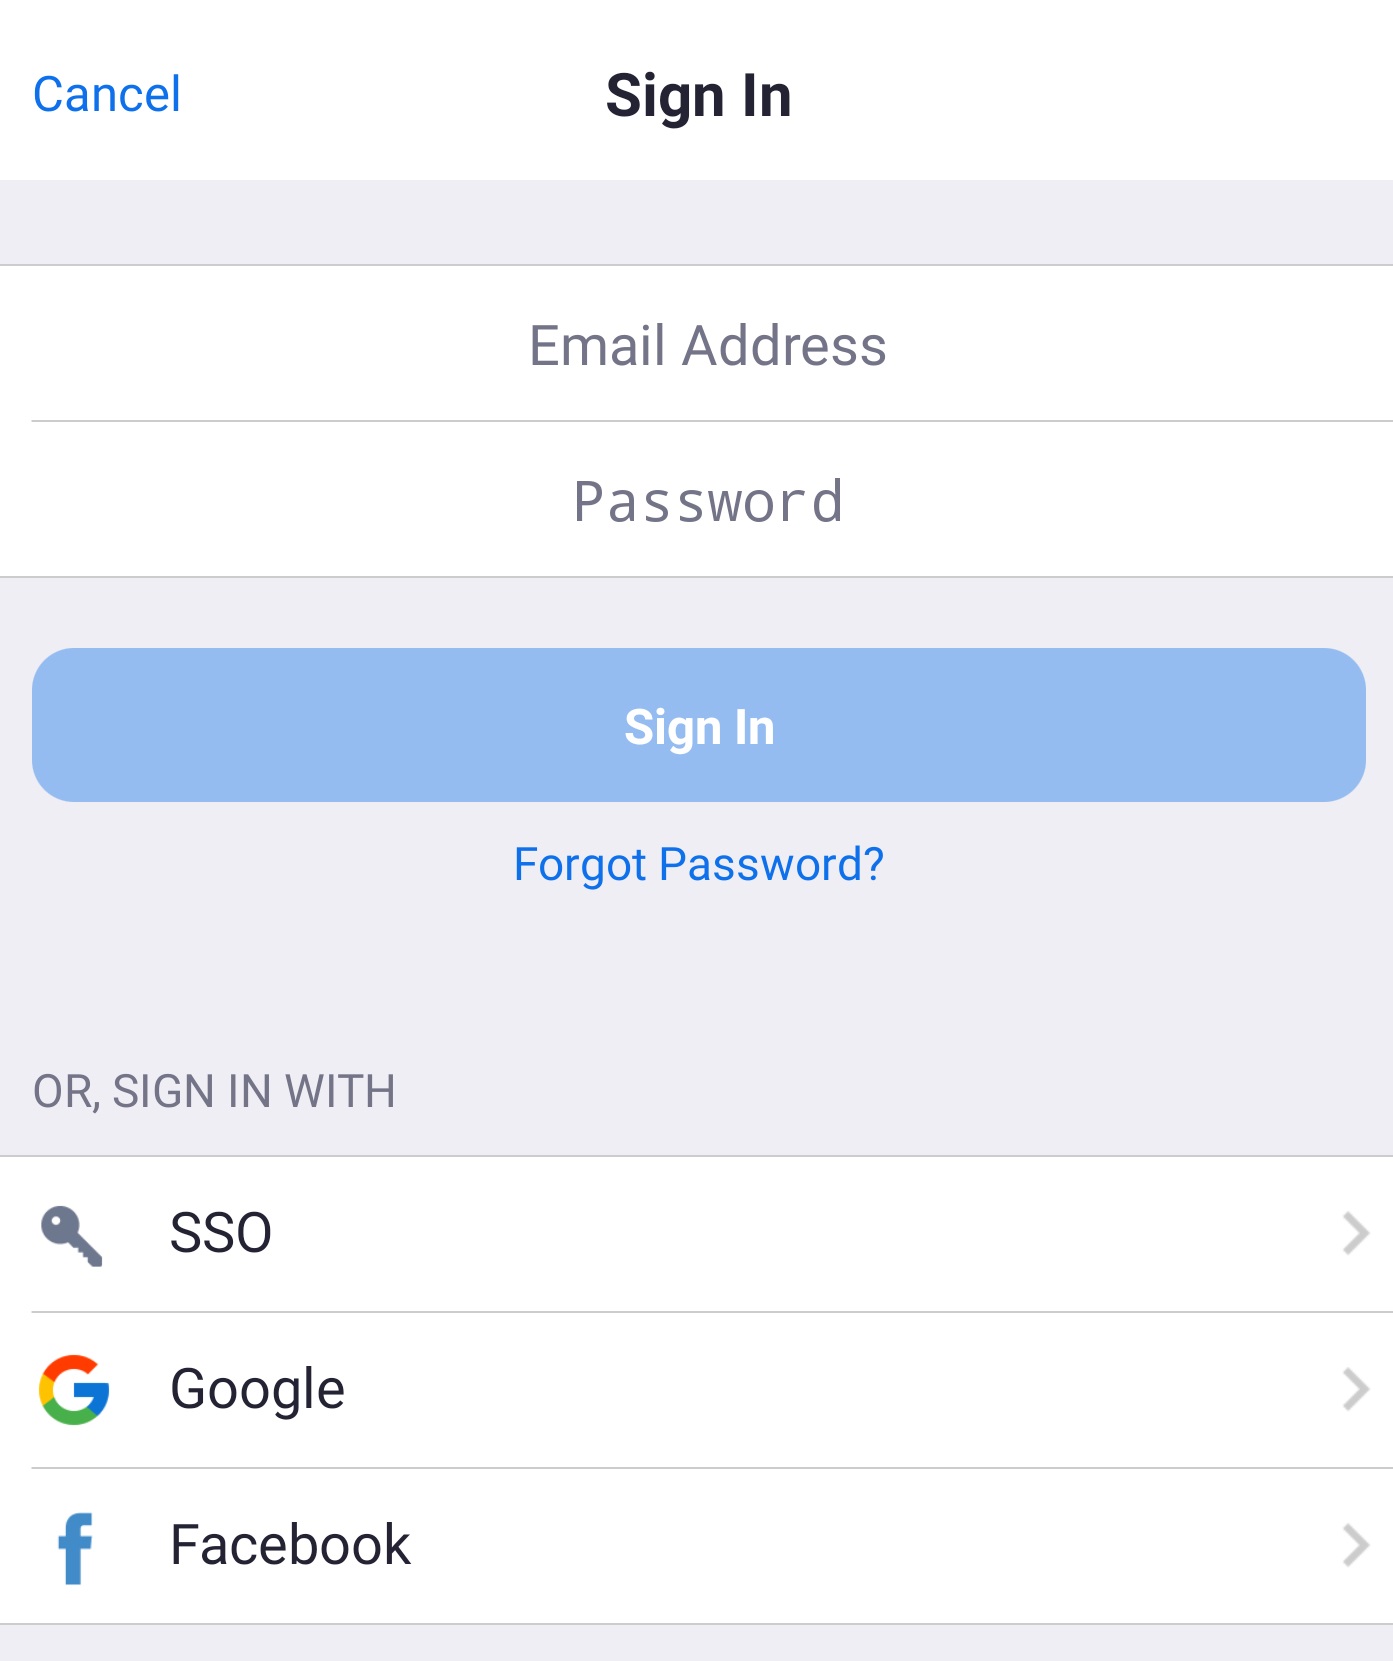 Cancel
Sign In
Email Address
Password
Sign In
Forgot Password?
OR, SIGN IN WITH
SSO
Google
Facebook